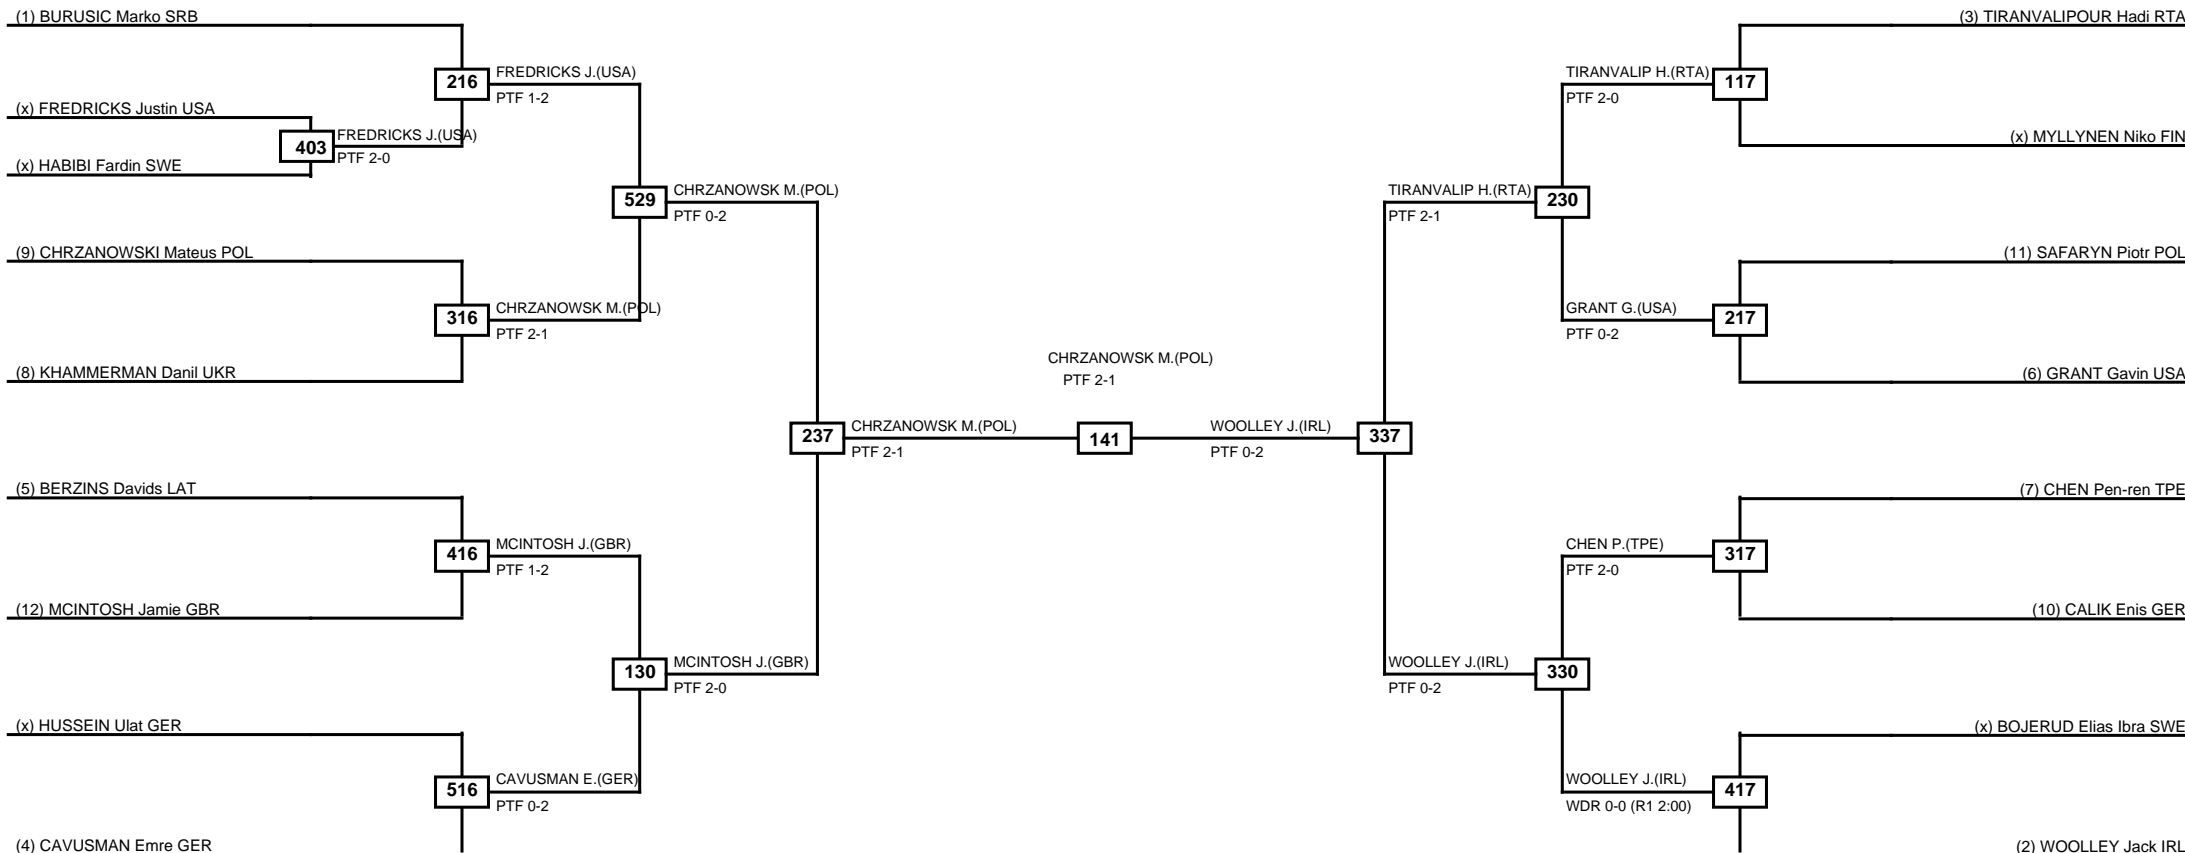 (1) BURUSIC Marko SRB
(3) TIRANVALIPOUR Hadi RTA
216
FREDRICKS J.(USA)
PTF 1-2
TIRANVALIP H.(RTA)
PTF 2-0
117
(x) FREDRICKS Justin USA
403
FREDRICKS J.(USA)
PTF 2-0
(x) HABIBI Fardin SWE
(x) MYLLYNEN Niko FIN
529
CHRZANOWSK M.(POL)
PTF 0-2
TIRANVALIP H.(RTA)
PTF 2-1
230
(9) CHRZANOWSKI Mateus POL
(11) SAFARYN Piotr POL
316
CHRZANOWSK M.(POL)
PTF 2-1
GRANT G.(USA)
PTF 0-2
217
CHRZANOWSK M.(POL)
PTF 2-1
(8) KHAMMERMAN Danil UKR
(6) GRANT Gavin USA
237
CHRZANOWSK M.(POL)
PTF 2-1
141
WOOLLEY J.(IRL)
PTF 0-2
337
(5) BERZINS Davids LAT
(7) CHEN Pen-ren TPE
416
MCINTOSH J.(GBR)
PTF 1-2
CHEN P.(TPE)
PTF 2-0
317
(12) MCINTOSH Jamie GBR
(10) CALIK Enis GER
130
MCINTOSH J.(GBR)
PTF 2-0
WOOLLEY J.(IRL)
PTF 0-2
330
(x) HUSSEIN Ulat GER
(x) BOJERUD Elias Ibra SWE
516
CAVUSMAN E.(GER)
PTF 0-2
WOOLLEY J.(IRL)
WDR 0-0 (R1 2:00)
417
(4) CAVUSMAN Emre GER
(2) WOOLLEY Jack IRL